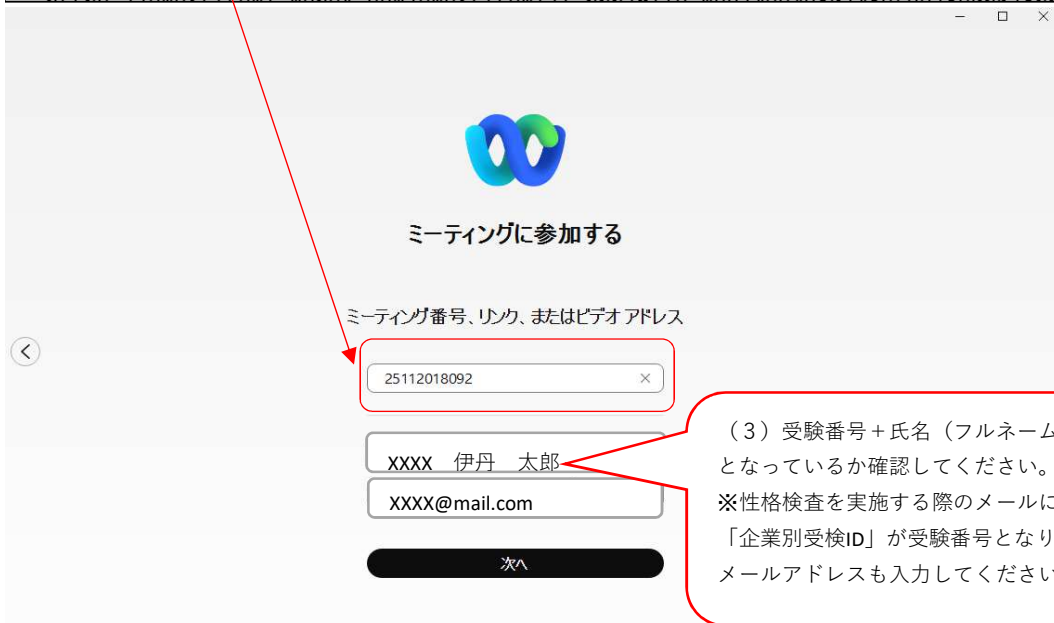 ミーティングに参加する
ミーティング番号、リンク、またはビデオ アドレス
25112018092
XXXX 伊丹 太郎
XXXX@mail.com
次へ
（３）受験番号＋氏名（フルネーム
となっているか確認してください。
※性格検査を実施する際のメールに
「企業別受検ID」が受験番号となり
メールアドレスも入力してください